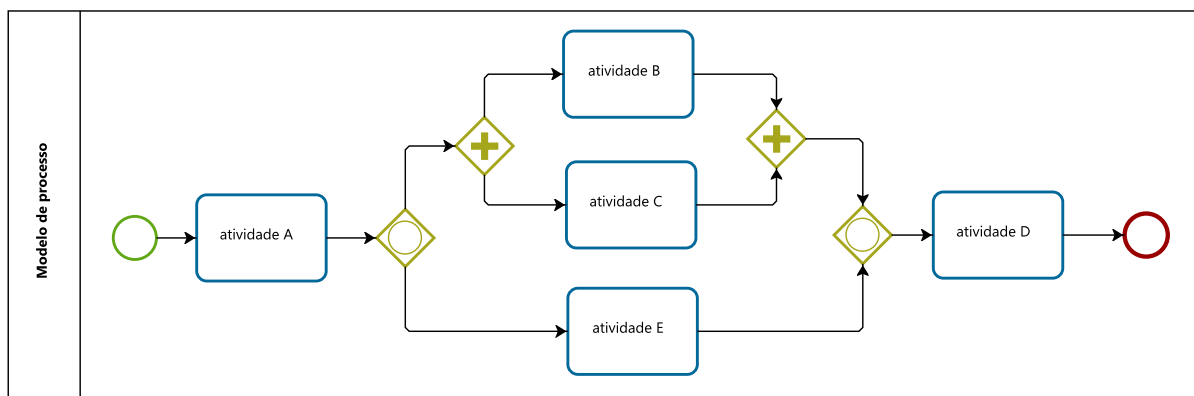 Modelo de processo
atividade A
atividade B
atividade C
atividade E
atividade D